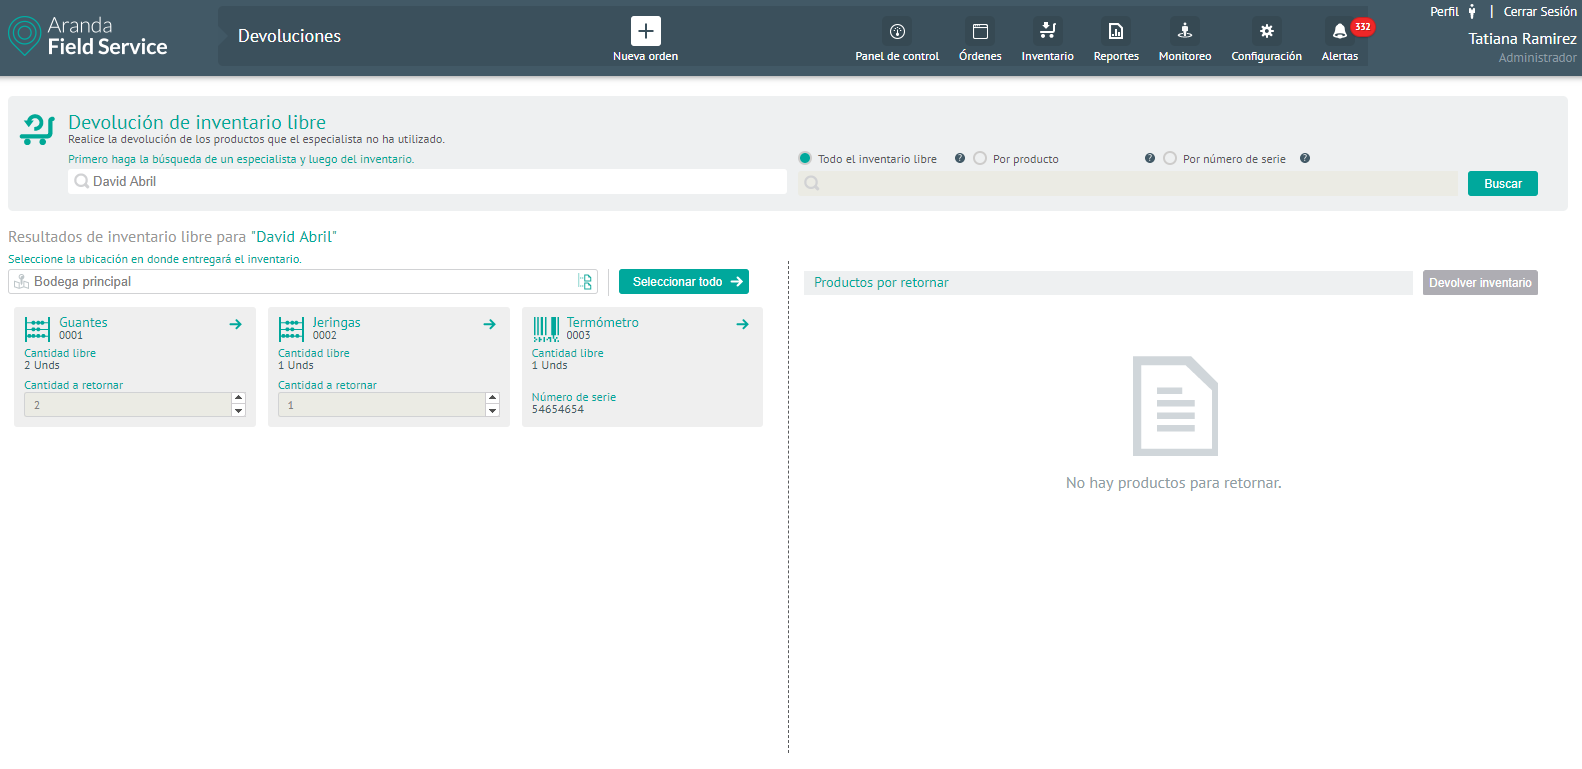 Aranda
Field Service
Devoluciones
Nueva orden
Panel de control
Órdenes
Inventario
Reportes
Monitoreo
Configuración
Alertas
332
Perfil | Cerrar Sesión
Tatiana Ramirez
Administrador
Devolución de inventario libre
Realice la devolución de los productos que el especialista no ha utilizado.
Primero haga la búsqueda de un especialista y luego del inventario.
David Abril
Todo el inventario libre ? Por producto ? Por número de serie ?
Buscar
Resultados de inventario libre para "David Abril"
Seleccione la ubicación en donde entregará el inventario.
Bodega principal
Seleccionar todo
Guantes
0001
Cantidad libre
2 Unds
Cantidad a retornar
2
Jeringas
0002
Cantidad libre
1 Unds
Cantidad a retornar
1
Termómetro
0003
Cantidad libre
1 Unds
Número de serie
54654654
Productos por retornar
Devolver inventario
No hay productos para retornar.